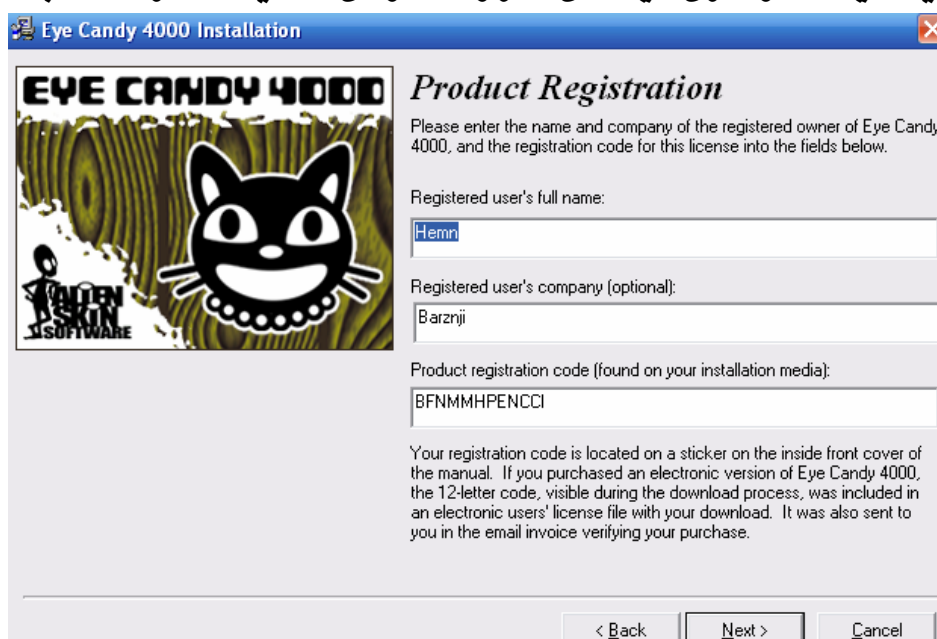 Eye Candy 4000 Installation
EYE CANDY 4000
ALIEN
SKIN
SOFTWARE
Product Registration
Please enter the name and company of the registered owner of Eye Candy
4000, and the registration code for this license into the fields below.
Registered user's full name:
Hemn
Registered user's company (optional):
Barznji
Product registration code (found on your installation media):
BFNMMHPENCCI
Your registration code is located on a sticker on the inside front cover of
the manual. If you purchased an electronic version of Eye Candy 4000,
the 12-letter code, visible during the download process, was included in
an electronic users' license file with your download. It was also sent to
you in the email invoice verifying your purchase.
< Back
Next >
Cancel